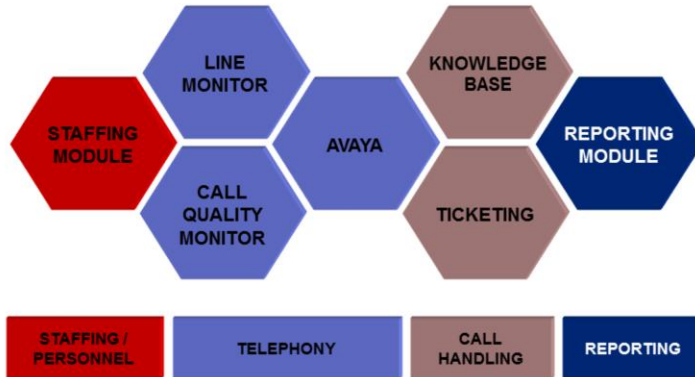 LINE
MONITOR
KNOWLEDGE
BASE
STAFFING
MODULE
AVAYA
REPORTING
MODULE
CALL
QUALITY
MONITOR
TICKETING
STAFFING /
PERSONNEL
TELEPHONY
CALL
HANDLING
REPORTING